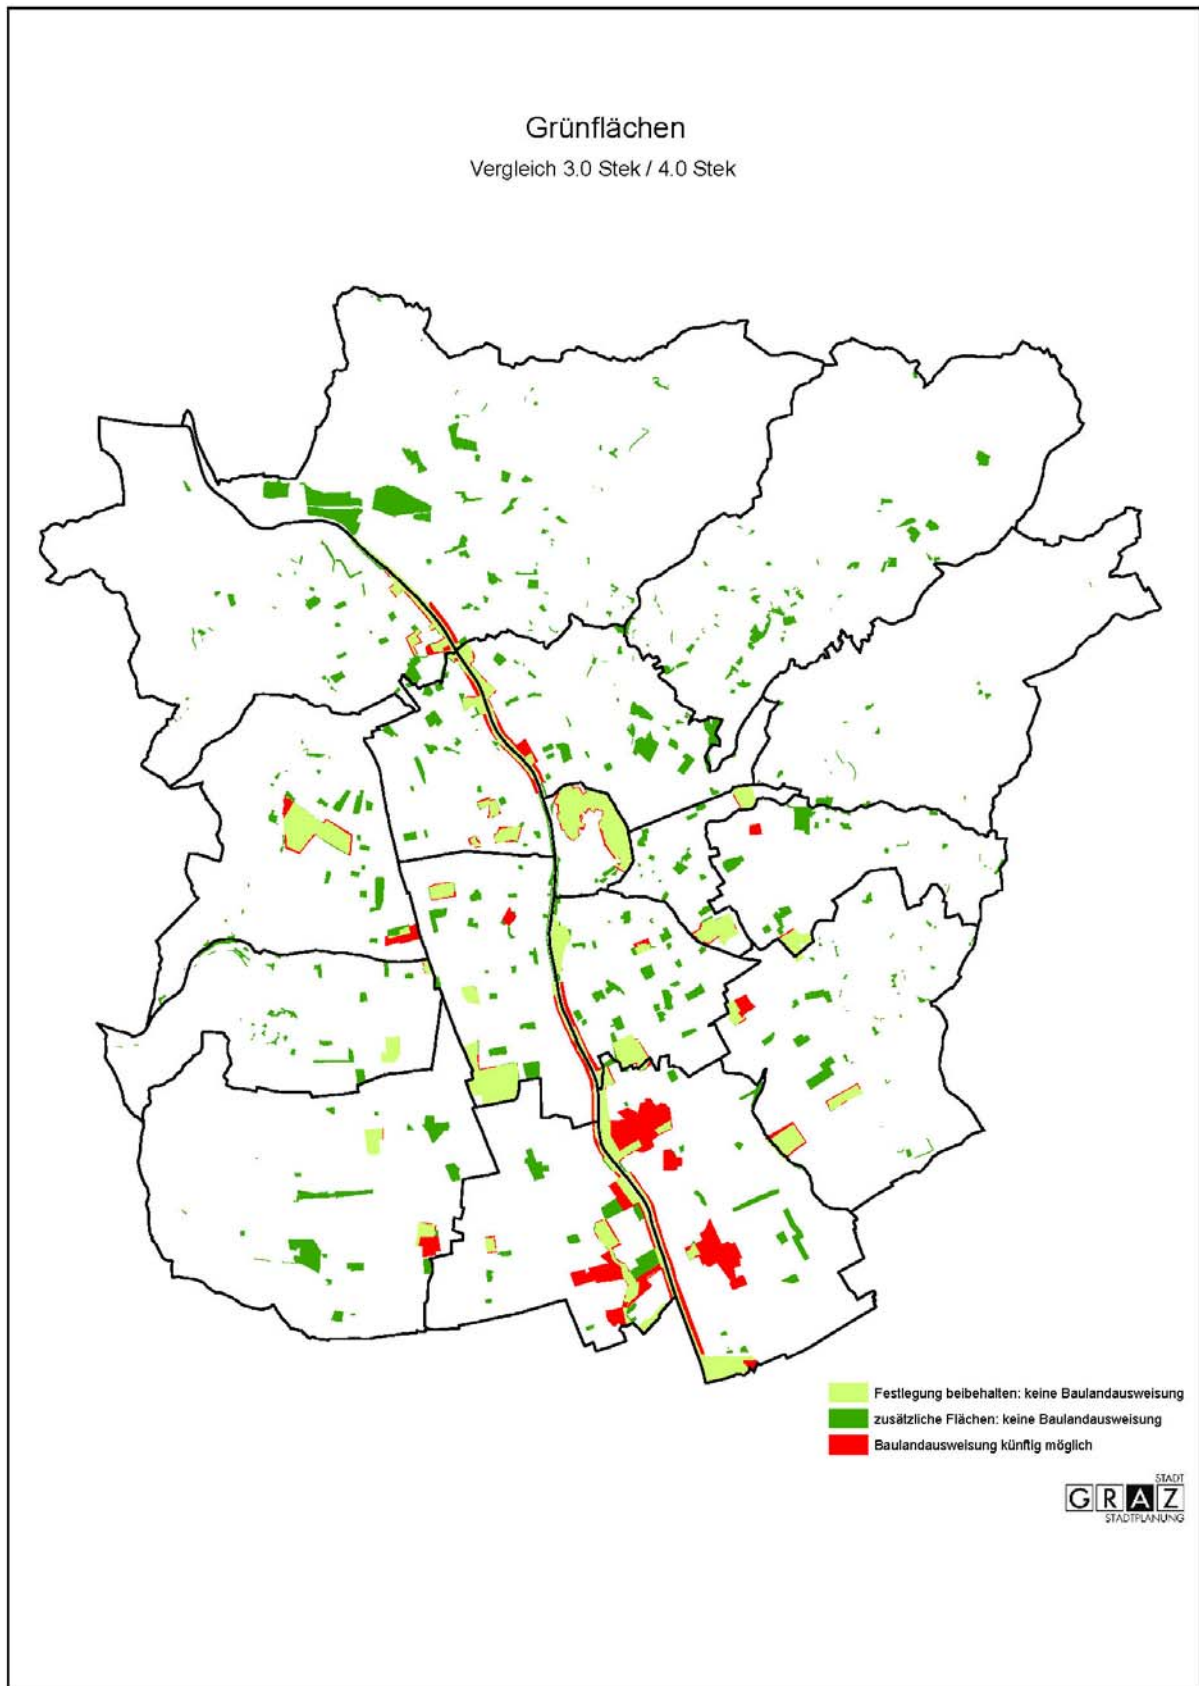 Grünflächen
Vergleich 3.0 Stek / 4.0 Stek
Festlegung beibehalten: keine Baulandausweisung
zusätzliche Flächen: keine Baulandausweisung
Baulandausweisung künftig möglich
STADT
GRAZ
STADTPLANUNG